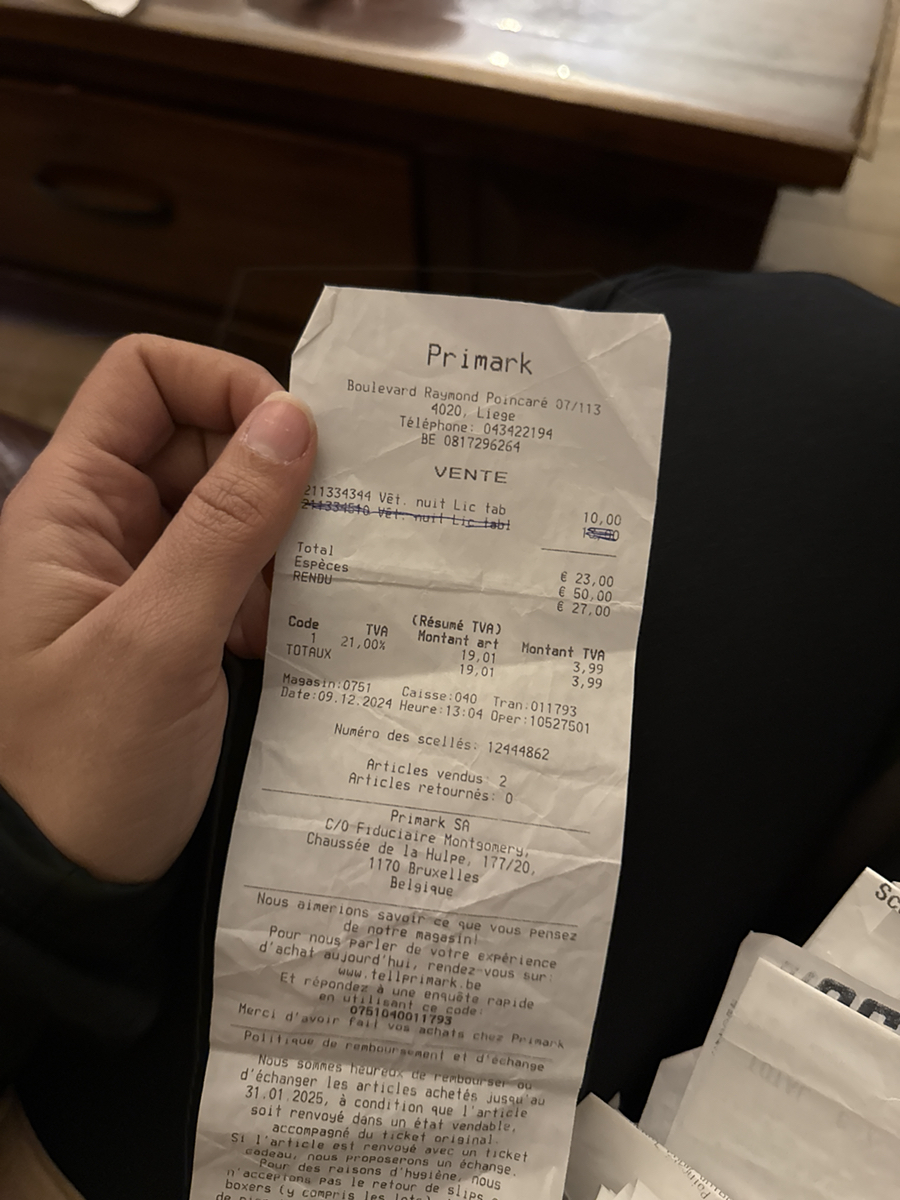 Primark
Boulevard Raymond Poincaré 07/113
4020, Liege
Téléphone: 043422194
BE 0817296264
VENTE
211334344 Vêt. nuit Lic tab 10,00
Vêt. nuit Lic tab!
Total € 23,00
Espèces € 50,00
RENDU € 27,00
(Résumé TVA)
Code TVA Montant art Montant TVA
1 21,00% 19,01 3,99
TOTAUX 19,01 3,99
Magasin:0751 Caisse:040 Tran:011793
Date:09.12.2024 Heure:13:04 Oper:10527501
Numéro des scellés: 12444862
Articles vendus: 2
Articles retournés: 0
Primark SA
C/O Fiduciaire Montgomery,
Chaussée de la Hulpe, 177/20,
1170 Bruxelles
Belgique
Nous aimerions savoir ce que vous pensez
de notre magasin!
Pour nous parler de votre expérience
d'achat aujourd'hui, rendez-vous sur:
www.tellprimark.be
Et répondez à une enquête rapide
en utilisant ce code:
0751040011793
Merci d'avoir fait vos achats chez Primark
Politique de remboursement et d'échange
Nous sommes heureux de rembourser ou
d'échanger les articles achetés jusqu'au
31.01.2025, à condition que l'article
soit renvoyé dans un état vendable,
accompagné du ticket original.
Si l'article est renvoyé avec un ticket
cadeau, nous proposerons un échange.
Pour des raisons d'hygiène, nous
n'acceptons pas le retour de slips
boxers (y compris les lots)